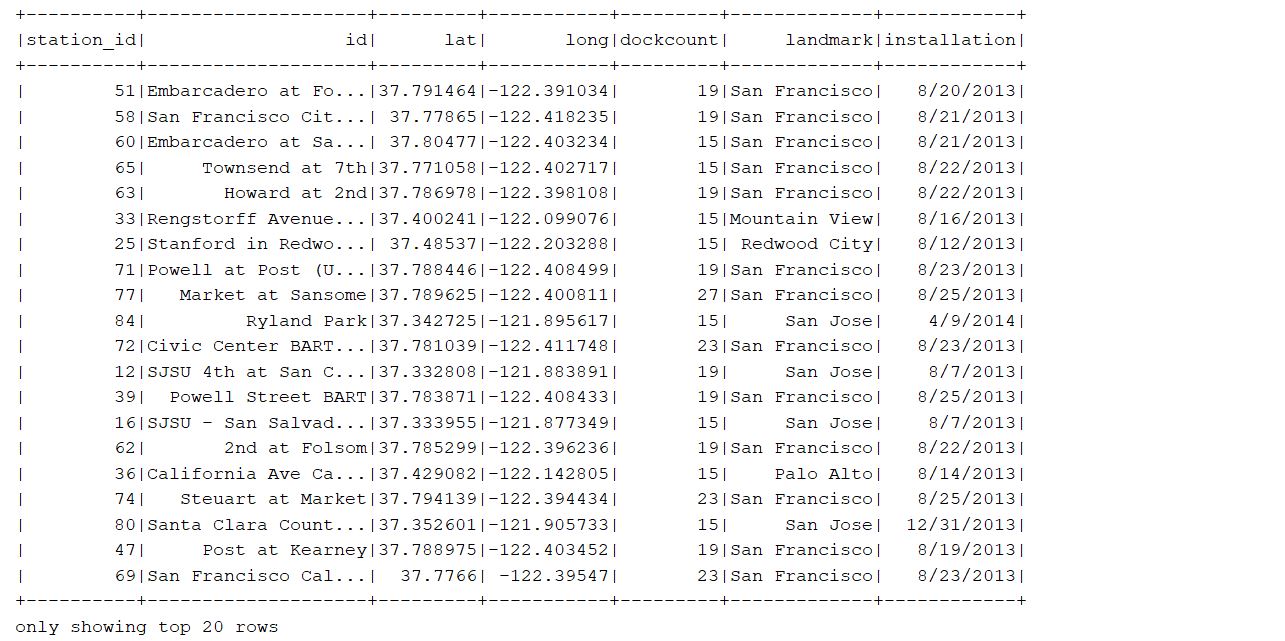 +----------+--------------------+---------+-----------+---------+-------------+------------+
|station_id|                  id|      lat|       long|dockcount|     landmark|installation|
+----------+--------------------+---------+-----------+---------+-------------+------------+
|        51|Embarcadero at Fo...|37.791464|-122.391034|       19|San Francisco|   8/20/2013|
|        58|San Francisco Cit...| 37.77865|-122.418235|       19|San Francisco|   8/21/2013|
|        60|Embarcadero at Sa...| 37.80477|-122.403234|       15|San Francisco|   8/21/2013|
|        65|     Townsend at 7th|37.771058|-122.402717|       15|San Francisco|   8/22/2013|
|        63|       Howard at 2nd|37.786978|-122.398108|       19|San Francisco|   8/22/2013|
|        33|Rengstorff Avenue...|37.400241|-122.099076|       15|Mountain View|   8/16/2013|
|        25|Stanford in Redwo...| 37.48537|-122.203288|       15| Redwood City|   8/12/2013|
|        71|Powell at Post (U...|37.788446|-122.408499|       19|San Francisco|   8/23/2013|
|        77|   Market at Sansome|37.789625|-122.400811|       27|San Francisco|   8/25/2013|
|        84|         Ryland Park|37.342725|-121.895617|       15|     San Jose|    4/9/2014|
|        72|Civic Center BART...|37.781039|-122.411748|       23|San Francisco|   8/23/2013|
|        12|SJSU 4th at San C...|37.332808|-121.883891|       19|     San Jose|    8/7/2013|
|        39|  Powell Street BART|37.783871|-122.408433|       19|San Francisco|   8/25/2013|
|        16|SJSU - San Salvad...|37.333955|-121.877349|       15|     San Jose|    8/7/2013|
|        62|       2nd at Folsom|37.785299|-122.396236|       19|San Francisco|   8/22/2013|
|        36|California Ave Ca...|37.429082|-122.142805|       15|    Palo Alto|   8/14/2013|
|        74|   Steuart at Market|37.794139|-122.394434|       23|San Francisco|   8/25/2013|
|        80|Santa Clara Count...|37.352601|-121.905733|       15|     San Jose|  12/31/2013|
|        47|     Post at Kearney|37.788975|-122.403452|       19|San Francisco|   8/19/2013|
|        69|San Francisco Cal...|  37.7766| -122.39547|       23|San Francisco|   8/23/2013|
+----------+--------------------+---------+-----------+---------+-------------+------------+
only showing top 20 rows